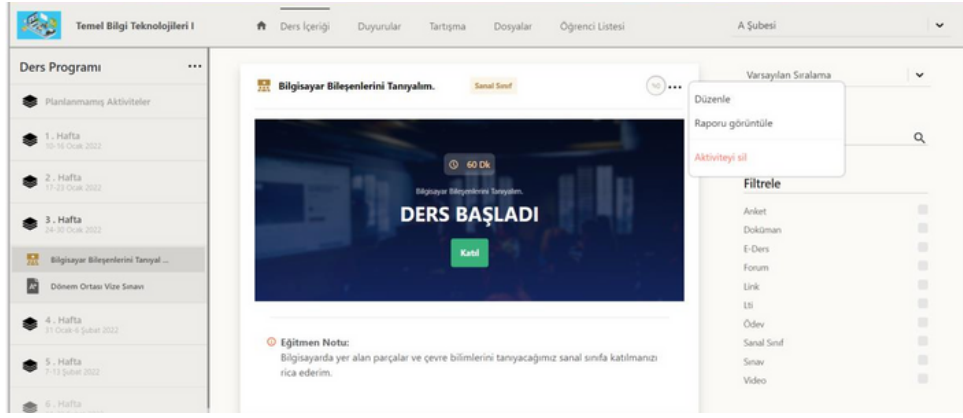 Temel Bilgi Teknolojileri I
Ders İçeriği
Duyurular
Tartışma
Dosyalar
Öğrenci Listesi
A Şubesi
Ders Programı
Planlanmamış Aktiviteler
1 . Hafta
10-16 Ocak 2022
2 . Hafta
17-23 Ocak 2022
3 . Hafta
24-30 Ocak 2022
Bilgisayar Bileşenlerini Tanıyal ...
Dönem Ortası Vize Sınavı
4 . Hafta
31 Ocak-6 Şubat 2022
5 . Hafta
7-13 Şubat 2022
6 . Hafta
Bilgisayar Bileşenlerini Tanıyalım.
Sanal Sınıf
Düzenle
Raporu görüntüle
Aktiviteyi sil
60 Dk
Bilgisayar Bileşenlerini Tanıyalım.
DERS BAŞLADI
Katıl
Eğitmen Notu:
Bilgisayarda yer alan parçalar ve çevre bilimlerini tanıyacağımız sanal sınıfa katılmanızı
rica ederim.
Varsayılan Sıralama
Filtrele
Anket
Doküman
E-Ders
Forum
Link
Lti
Ödev
Sanal Sınıf
Sınav
Video